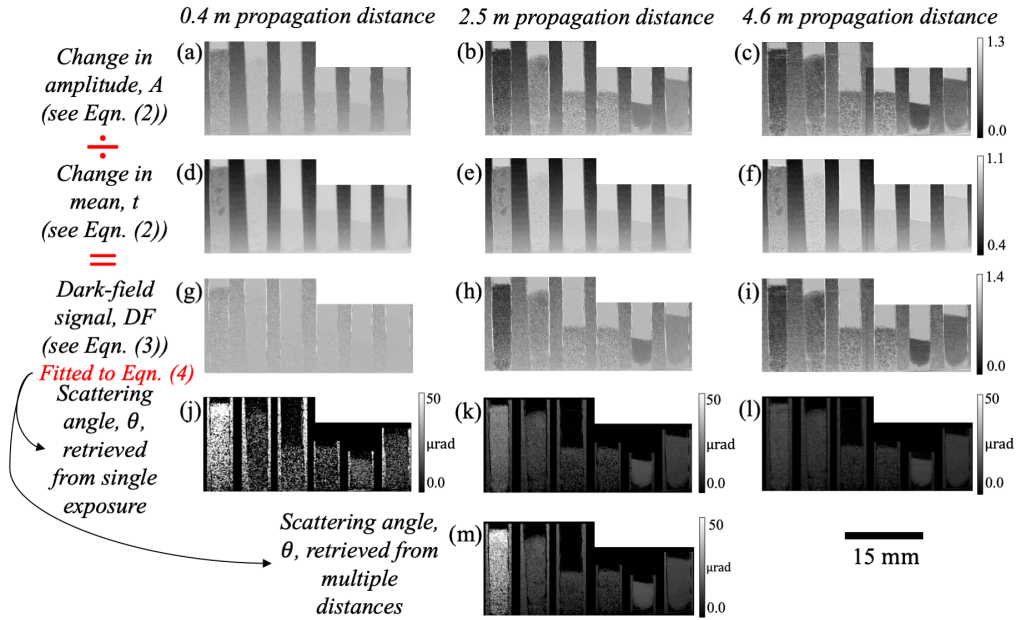 0.4 m propagation distance
2.5 m propagation distance
4.6 m propagation distance
Change in
amplitude, A
(see Eqn. (2))
÷
(a)
(b)
(c)
1.3
0.0
Change in
mean, t
(see Eqn. (2))
=
(d)
(e)
(f)
1.1
0.4
Dark-field
signal, DF
(see Eqn. (3))
Fitted to Eqn. (4)
(g)
(h)
(i)
1.4
0.0
Scattering
angle, θ,
retrieved
from single
exposure
(j)
50
μrad
0.0
(k)
50
μrad
0.0
(l)
50
μrad
0.0
Scattering angle,
θ, retrieved from
multiple
distances
(m)
50
μrad
0.0
15 mm